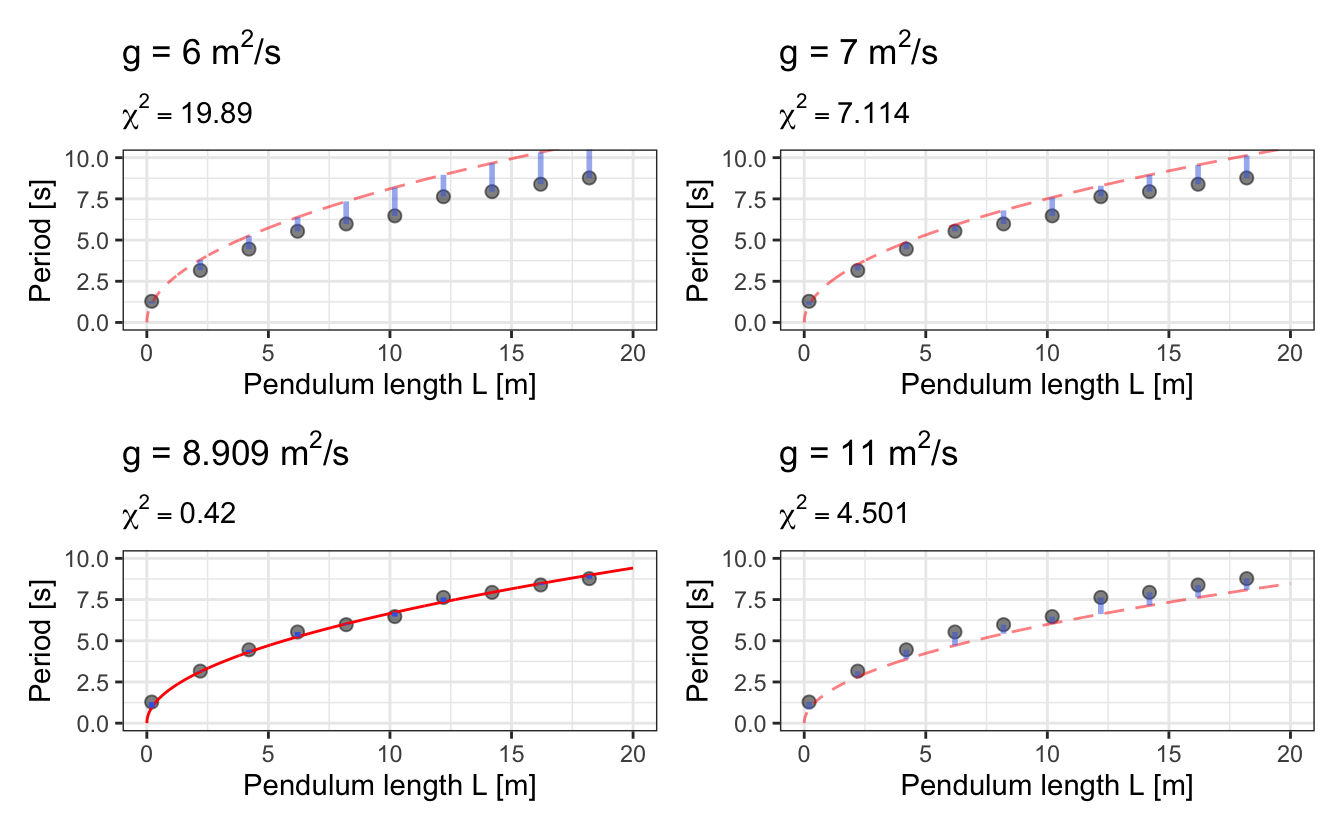 g = 6 m²/s
χ² = 19.89
Period [s]
10.0
7.5
5.0
2.5
0.0
0 5 10 15 20
Pendulum length L [m]
g = 7 m²/s
χ² = 7.114
Period [s]
10.0
7.5
5.0
2.5
0.0
0 5 10 15 20
Pendulum length L [m]
g = 8.909 m²/s
χ² = 0.42
Period [s]
10.0
7.5
5.0
2.5
0.0
0 5 10 15 20
Pendulum length L [m]
g = 11 m²/s
χ² = 4.501
Period [s]
10.0
7.5
5.0
2.5
0.0
0 5 10 15 20
Pendulum length L [m]